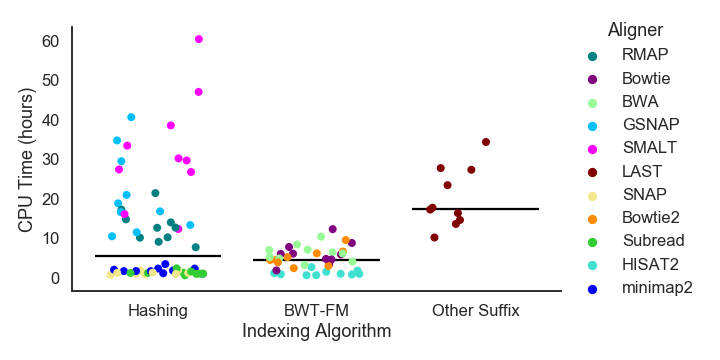 CPU Time (hours)
60
50
40
30
20
10
0
Hashing
BWT-FM
Other Suffix
Indexing Algorithm
Aligner
RMAP
Bowtie
BWA
GSNAP
SMALT
LAST
SNAP
Bowtie2
Subread
HISAT2
minimap2